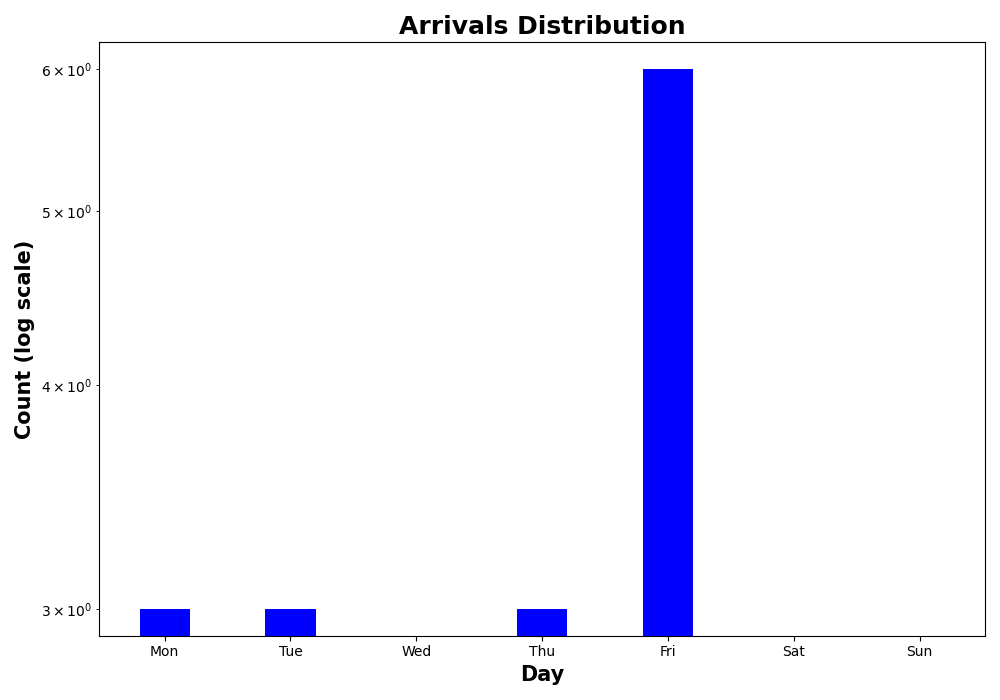 Arrivals Distribution
Count (log scale)
6 × 10⁰
5 × 10⁰
4 × 10⁰
3 × 10⁰
Mon Tue Wed Thu Fri Sat Sun
Day